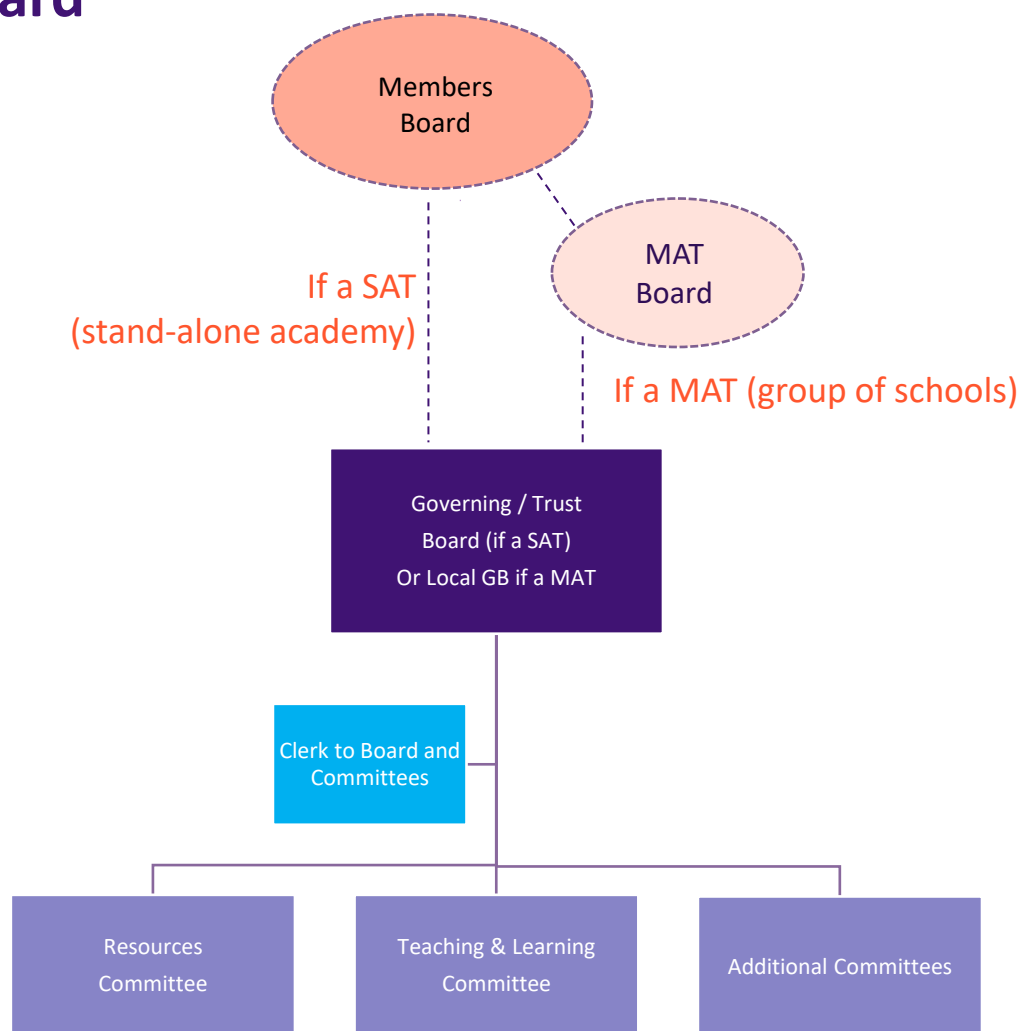 ard
Members
Board
MAT
Board
If a SAT
(stand-alone academy)
If a MAT (group of schools)
Governing / Trust
Board (if a SAT)
Or Local GB if a MAT
Clerk to Board and
Committees
Resources
Committee
Teaching & Learning
Committee
Additional Committees